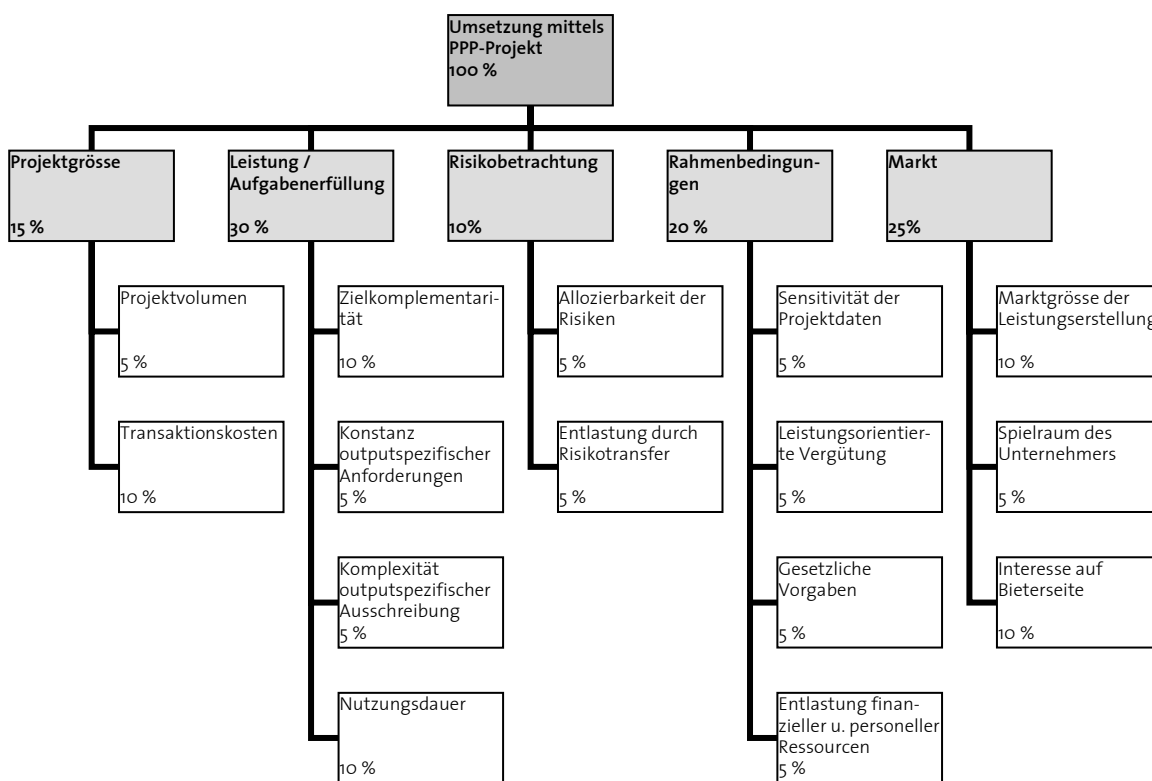 Umsetzung mittels
PPP-Projekt
100 %
Projektgrösse
15 %
Leistung /
Aufgabenerfüllung
30 %
Risikobetrachtung
10%
Rahmenbedingun-
gen
20 %
Markt
25%
Projektvolumen
5 %
Transaktionskosten
10 %
Zielkomplementari-
tät
10 %
Konstanz
outputspezifischer
Anforderungen
5 %
Komplexität
outputspezifischer
Ausschreibung
5 %
Nutzungsdauer
10 %
Allozierbarkeit der
Risiken
5 %
Entlastung durch
Risikotransfer
5 %
Sensitivität der
Projektdaten
5 %
Leistungsorientier-
te Vergütung
5 %
Gesetzliche
Vorgaben
5 %
Entlastung finan-
zieller u. personeller
Ressourcen
5 %
Marktgrösse der
Leistungserstellung
10 %
Spielraum des
Unternehmers
5 %
Interesse auf
Bieterseite
10 %